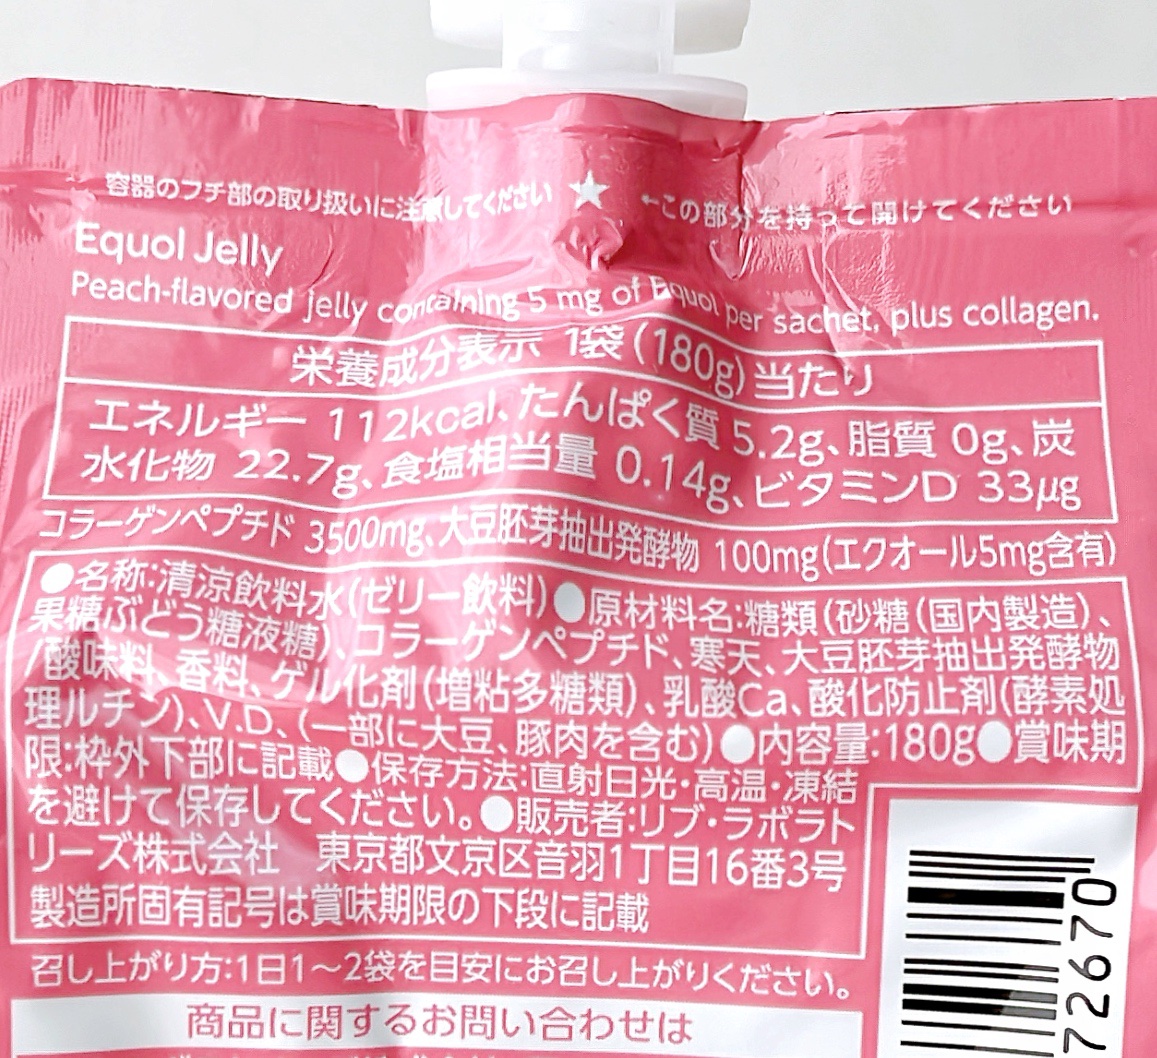 容器のフチ部の取り扱いに注意してください ★ ←この部分を持って開けてください
Equol Jelly
Peach-flavored jelly containing 5 mg of Equol per sachet, plus collagen.
栄養成分表示 1袋(180g)当たり
エネルギー 112kcal、たんぱく質 5.2g、脂質 0g、炭
水化物 22.7g、食塩相当量 0.14g、ビタミンD 33μg
コラーゲンペプチド 3500mg、大豆胚芽抽出発酵物 100mg(エクオール5mg含有)
●名称:清涼飲料水(ゼリー飲料)●原材料名:糖類(砂糖(国内製造)、
果糖ぶどう糖液糖)、コラーゲンペプチド、寒天、大豆胚芽抽出発酵物
/酸味料、香料、ゲル化剤(増粘多糖類)、乳酸Ca、酸化防止剤(酵素処
理ルチン)、V.D、(一部に大豆、豚肉を含む)●内容量:180g●賞味期
限:枠外下部に記載●保存方法:直射日光・高温・凍結
を避けて保存してください。●販売者:リブ・ラボラト
リーズ株式会社 東京都文京区音羽1丁目16番3号
製造所固有記号は賞味期限の下段に記載
召し上がり方:1日1～2袋を目安にお召し上がりください。
商品に関するお問い合わせは
72670